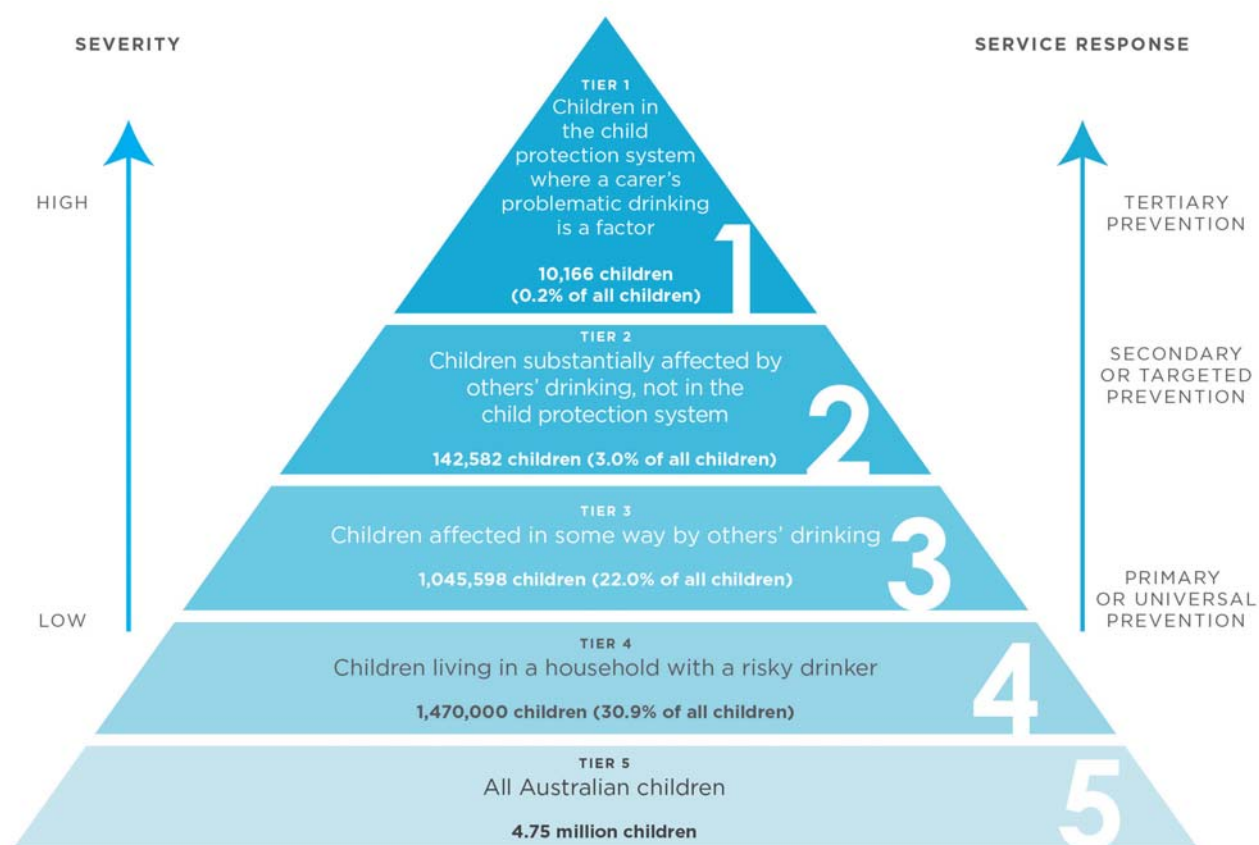 SEVERITY
SERVICE RESPONSE
HIGH
LOW
TIER 1
Children in
the child
protection system
where a carer's
problematic drinking
is a factor
10,166 children
(0.2% of all children)
1
TIER 2
Children substantially affected by
others' drinking, not in the
child protection system
142,582 children (3.0% of all children)
2
TIER 3
Children affected in some way by others' drinking
1,045,598 children (22.0% of all children)
3
TIER 4
Children living in a household with a risky drinker
1,470,000 children (30.9% of all children)
4
TIER 5
All Australian children
4.75 million children
5
TERTIARY
PREVENTION
SECONDARY
OR TARGETED
PREVENTION
PRIMARY
OR UNIVERSAL
PREVENTION